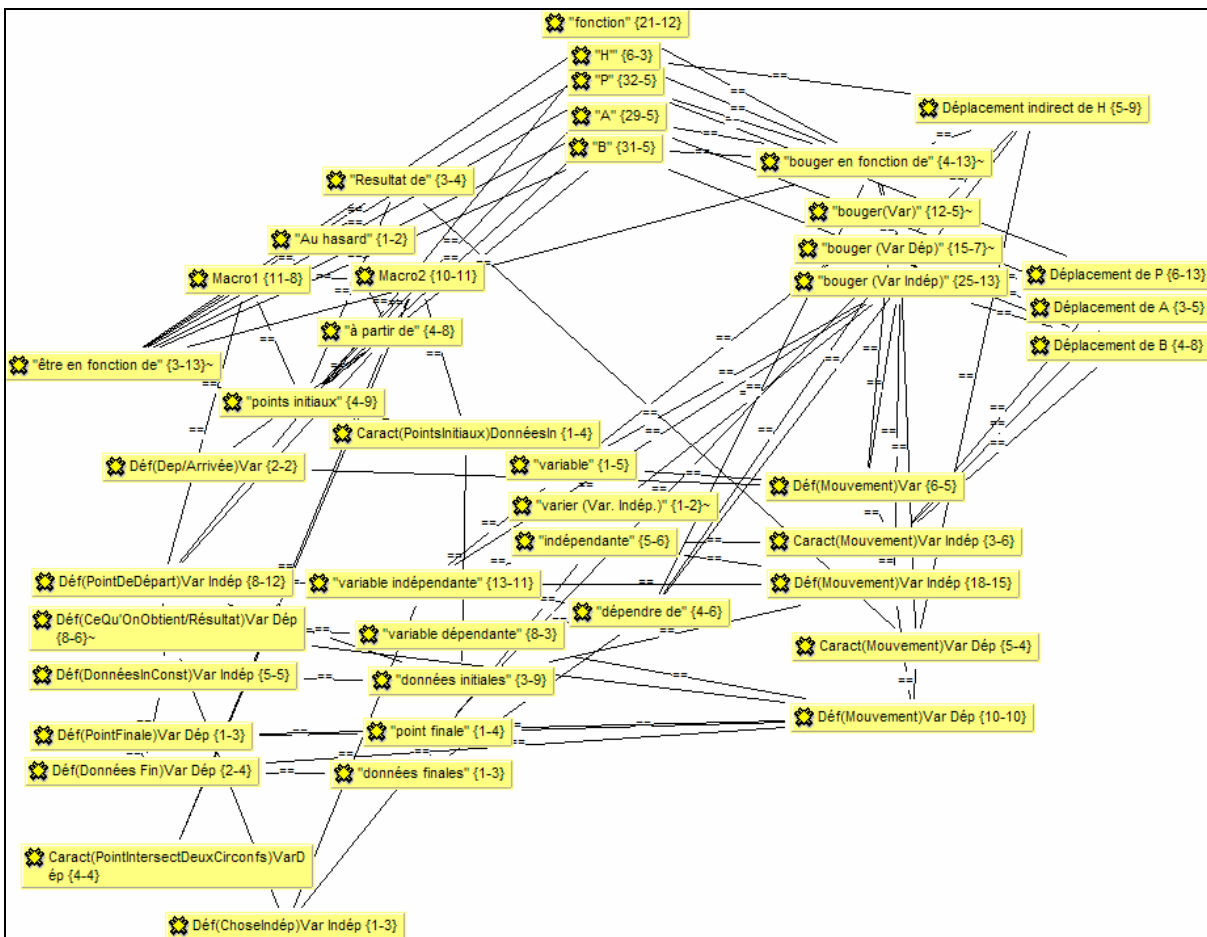 "fonction" {21-12}
"H'" {6-3}
"P" {32-5}
Déplacement indirect de H {5-9}
"A" {29-5}
"B" {31-5}
"bouger en fonction de" {4-13}~
"Resultat de" {3-4}
"bouger(Var)" {12-5}~
"Au hasard" {1-2}
"bouger (Var Dép)" {15-7}~
Macro1 {11-8}
Macro2 {10-11}
"bouger (Var Indép)" {25-13}
Déplacement de P {6-13}
Déplacement de A {3-5}
"à partir de" {4-8}
Déplacement de B {4-8}
"être en fonction de" {3-13}~
"points initiaux" {4-9}
Caract(PointsInitiaux)DonnéesIn {1-4}
Déf(Dep/Arrivée)Var {2-2}
"variable" {1-5}
Déf(Mouvement)Var {6-5}
"varier (Var. Indép.)" {1-2}~
"indépendante" {5-6}
Caract(Mouvement)Var Indép {3-6}
Déf(PointDeDépart)Var Indép {8-12}
"variable indépendante" {13-11}
Déf(Mouvement)Var Indép {18-15}
"dépendre de" {4-6}
Déf(CeQu'OnObtient/Résultat)Var Dép
{8-6}~
"variable dépendante" {8-3}
Caract(Mouvement)Var Dép {5-4}
Déf(DonnéesInConst)Var Indép {5-5}
"données initiales" {3-9}
Déf(Mouvement)Var Dép {10-10}
Déf(PointFinale)Var Dép {1-3}
"point finale" {1-4}
Déf(Données Fin)Var Dép {2-4}
"données finales" {1-3}
Caract(PointIntersectDeuxCirconfs)VarD
ép {4-4}
Déf(ChoseIndép)Var Indép {1-3}